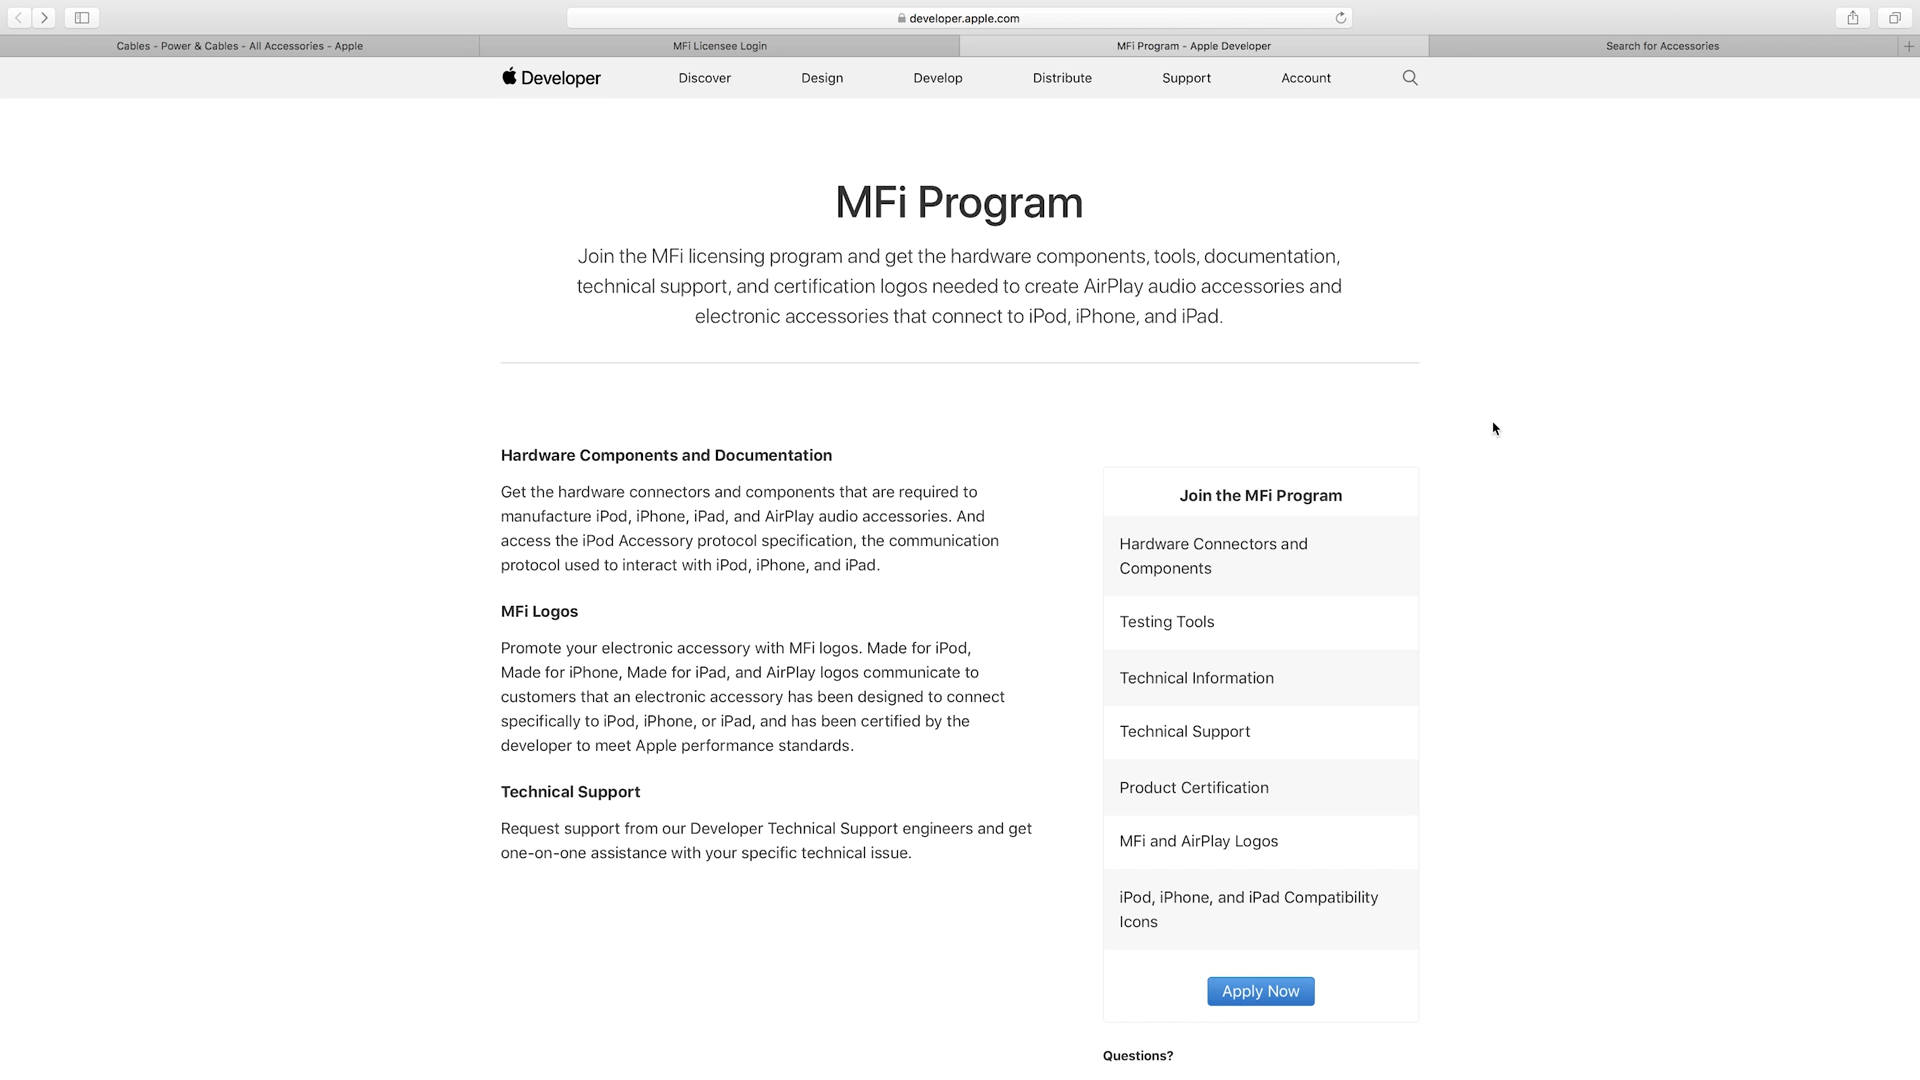 developer.apple.com
Cables - Power & Cables - All Accessories - Apple
MFi Licensee Login
MFi Program - Apple Developer
Search for Accessories
Developer
Discover
Design
Develop
Distribute
Support
Account
MFi Program
Join the MFi licensing program and get the hardware components, tools, documentation,
technical support, and certification logos needed to create AirPlay audio accessories and
electronic accessories that connect to iPod, iPhone, and iPad.
Hardware Components and Documentation
Get the hardware connectors and components that are required to
manufacture iPod, iPhone, iPad, and AirPlay audio accessories. And
access the iPod Accessory protocol specification, the communication
protocol used to interact with iPod, iPhone, and iPad.
MFi Logos
Promote your electronic accessory with MFi logos. Made for iPod,
Made for iPhone, Made for iPad, and AirPlay logos communicate to
customers that an electronic accessory has been designed to connect
specifically to iPod, iPhone, or iPad, and has been certified by the
developer to meet Apple performance standards.
Technical Support
Request support from our Developer Technical Support engineers and get
one-on-one assistance with your specific technical issue.
Join the MFi Program
Hardware Connectors and
Components
Testing Tools
Technical Information
Technical Support
Product Certification
MFi and AirPlay Logos
iPod, iPhone, and iPad Compatibility
Icons
Apply Now
Questions?